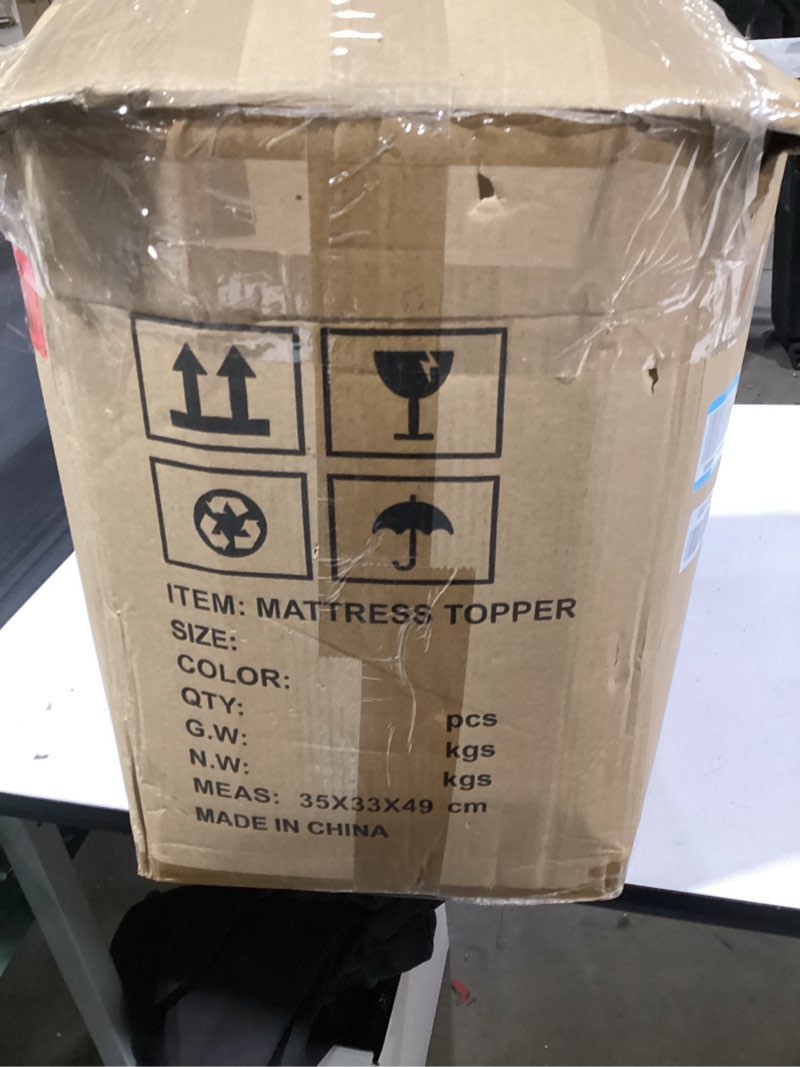 ITEM: MATTRESS TOPPER
SIZE:
COLOR:
QTY: pcs
G.W: kgs
N.W: kgs
MEAS: 35X33X49 cm
MADE IN CHINA